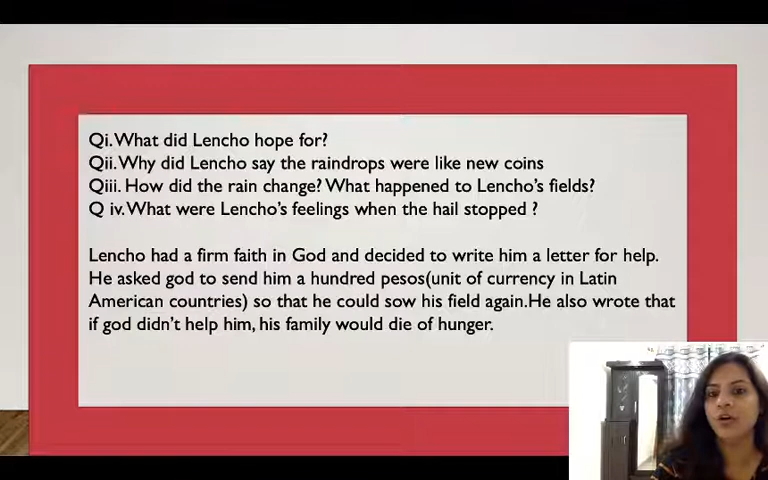 Qi. What did Lencho hope for?
Qii. Why did Lencho say the raindrops were like new coins
Qiii. How did the rain change? What happened to Lencho's fields?
Q iv. What were Lencho's feelings when the hail stopped ?
Lencho had a firm faith in God and decided to write him a letter for help.
He asked god to send him a hundred pesos(unit of currency in Latin
American countries) so that he could sow his field again.He also wrote that
if god didn't help him, his family would die of hunger.